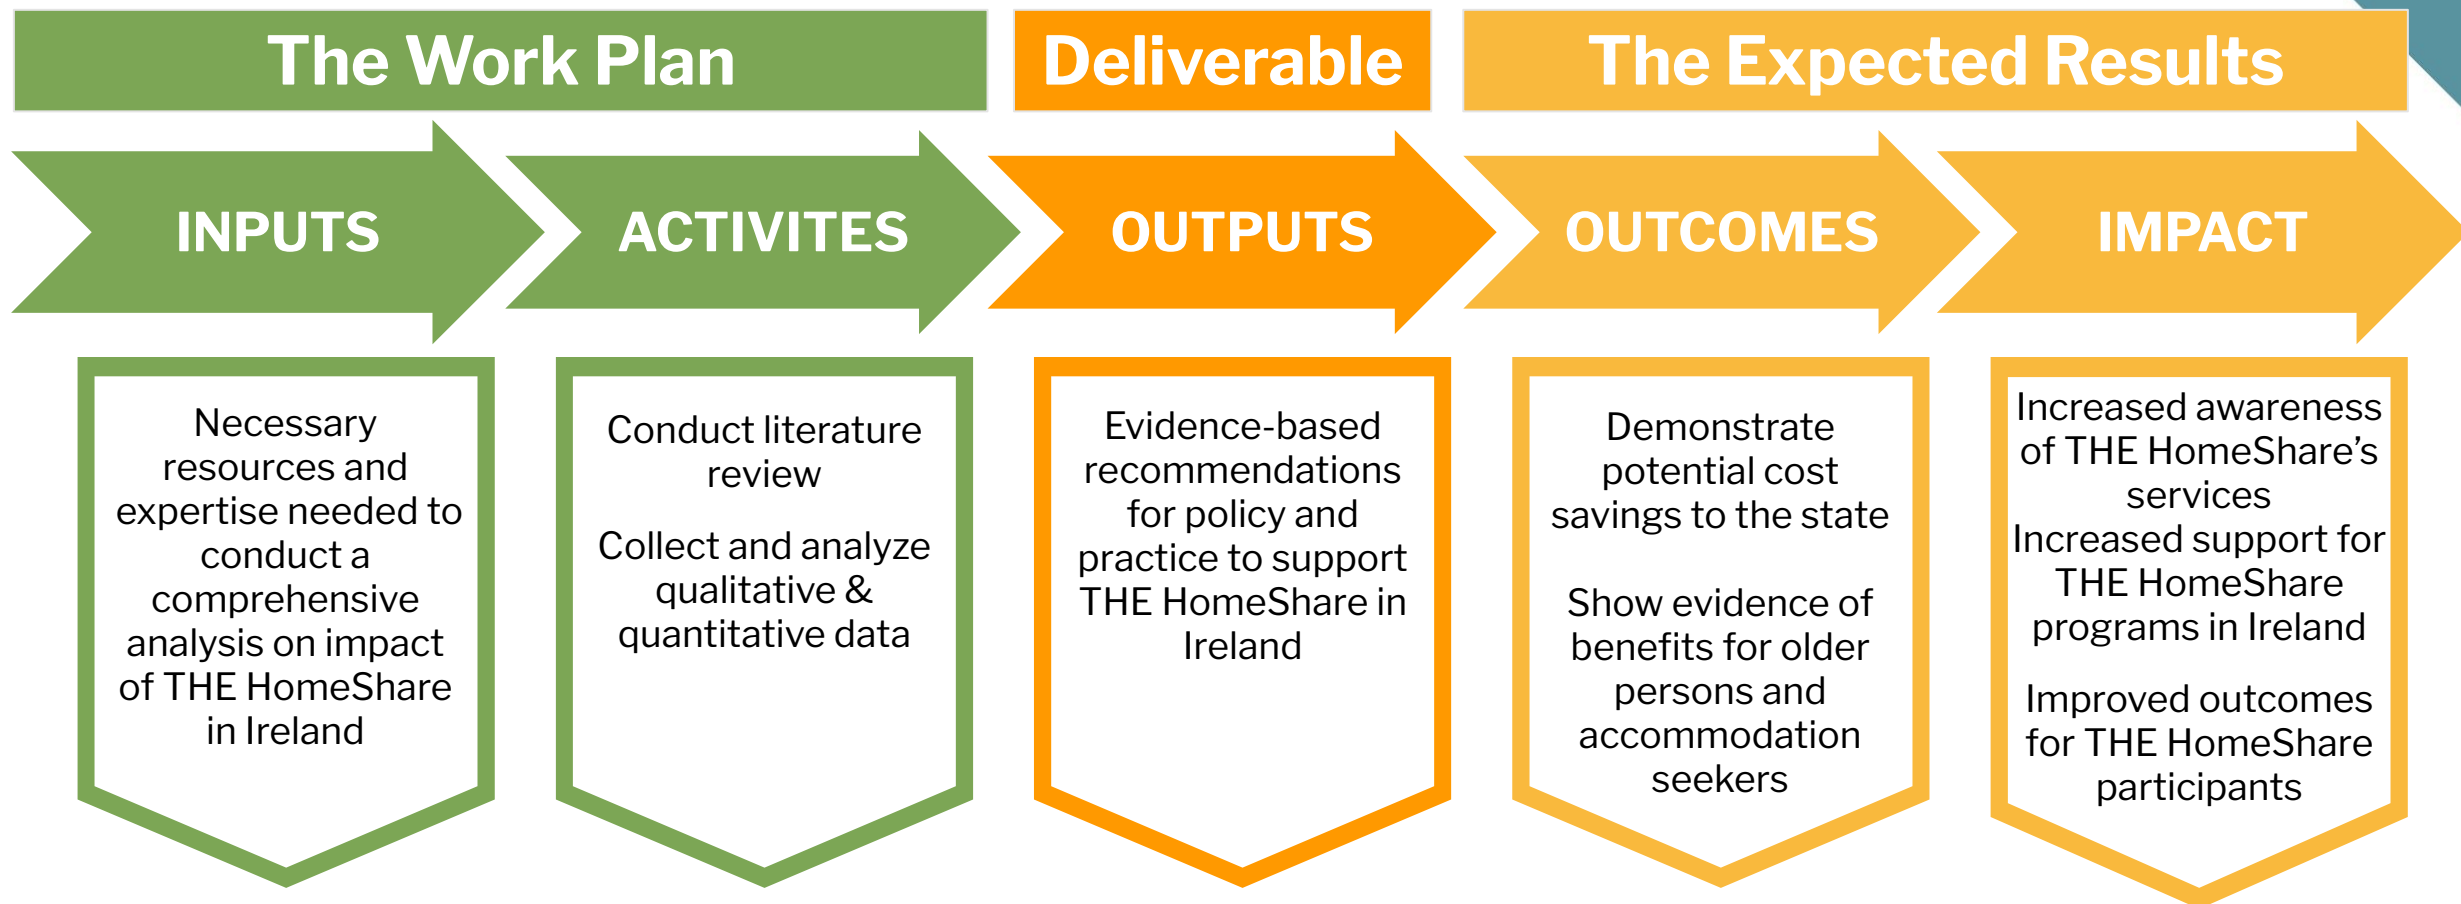 The Work Plan
Deliverable
The Expected Results
INPUTS
ACTIVITES
OUTPUTS
OUTCOMES
IMPACT
Necessary
resources and
expertise needed to
conduct a
comprehensive
analysis on impact
of THE HomeShare
in Ireland
Conduct literature
review
Collect and analyze
qualitative &
quantitative data
Evidence-based
recommendations
for policy and
practice to support
THE HomeShare in
Ireland
Demonstrate
potential cost
savings to the state
Show evidence of
benefits for older
persons and
accommodation
seekers
Increased awareness
of THE HomeShare's
services
Increased support for
THE HomeShare
programs in Ireland
Improved outcomes
for THE HomeShare
participants